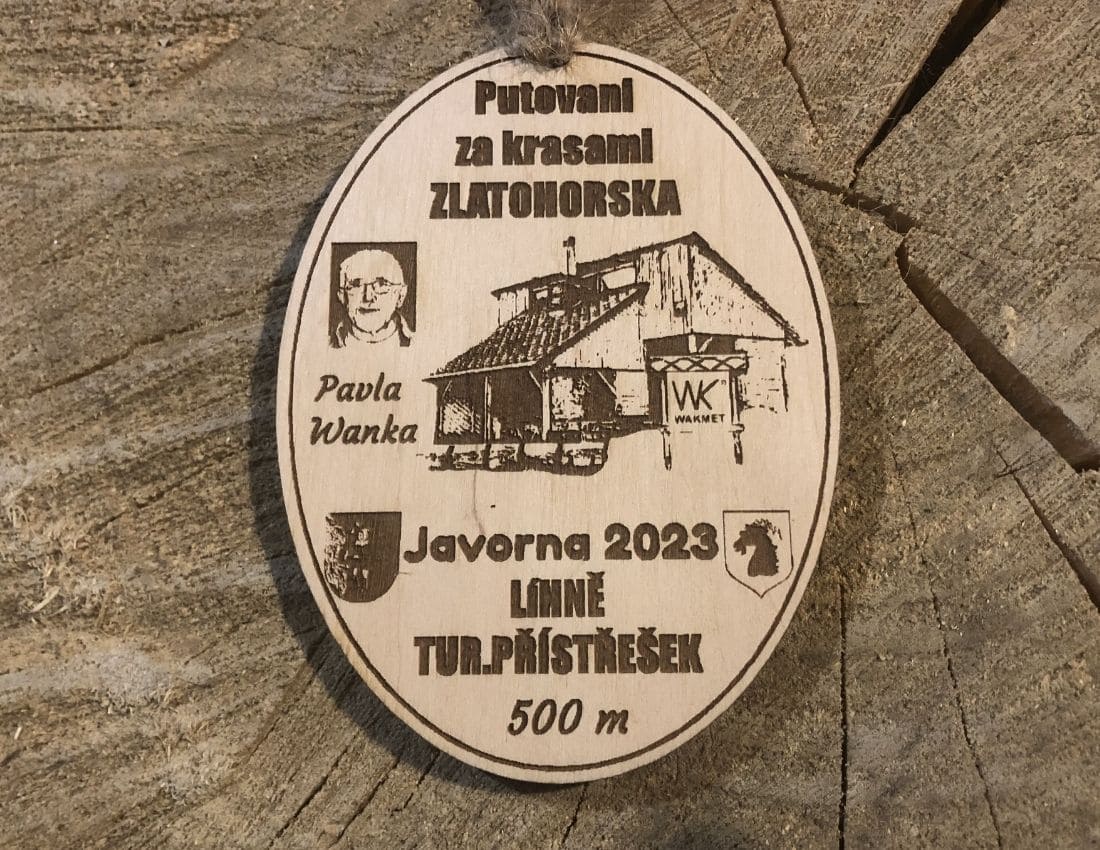 Putovani
za krasami
ZLATOHORSKA
Pavla
Wanka
WK
WAKMET
Javorna 2023
LÍHNĚ
TUR.PŘÍSTŘEŠEK
500 m